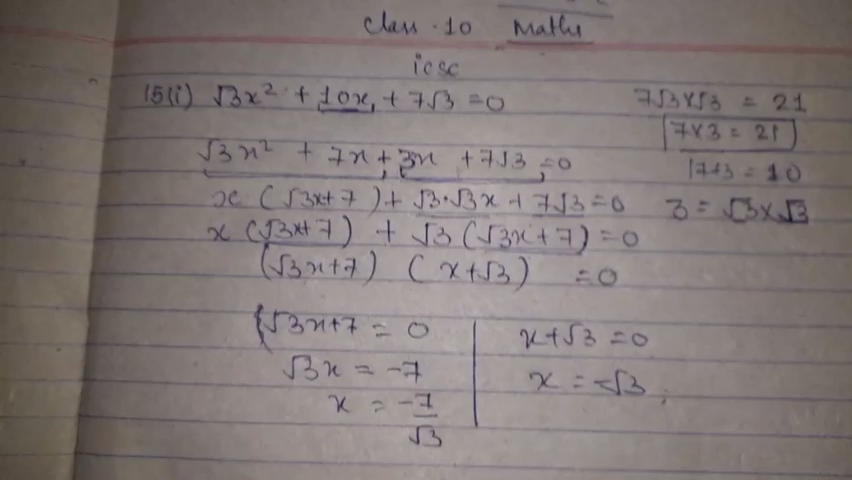 Class - 10 Maths
icsc
15(i) √3x² + 10x + 7√3 = 0
7√3×√3 = 21
7×3 = 21
7+3 = 10
3 = √3×√3
√3x² + 7x + 3x + 7√3 = 0
x (√3x+7) + √3·√3x + 7√3 = 0
x (√3x+7) + √3 (√3x+7) = 0
(√3x+7) (x+√3) = 0
√3x+7 = 0
√3x = -7
x = -7/√3
x+√3 = 0
x = -√3